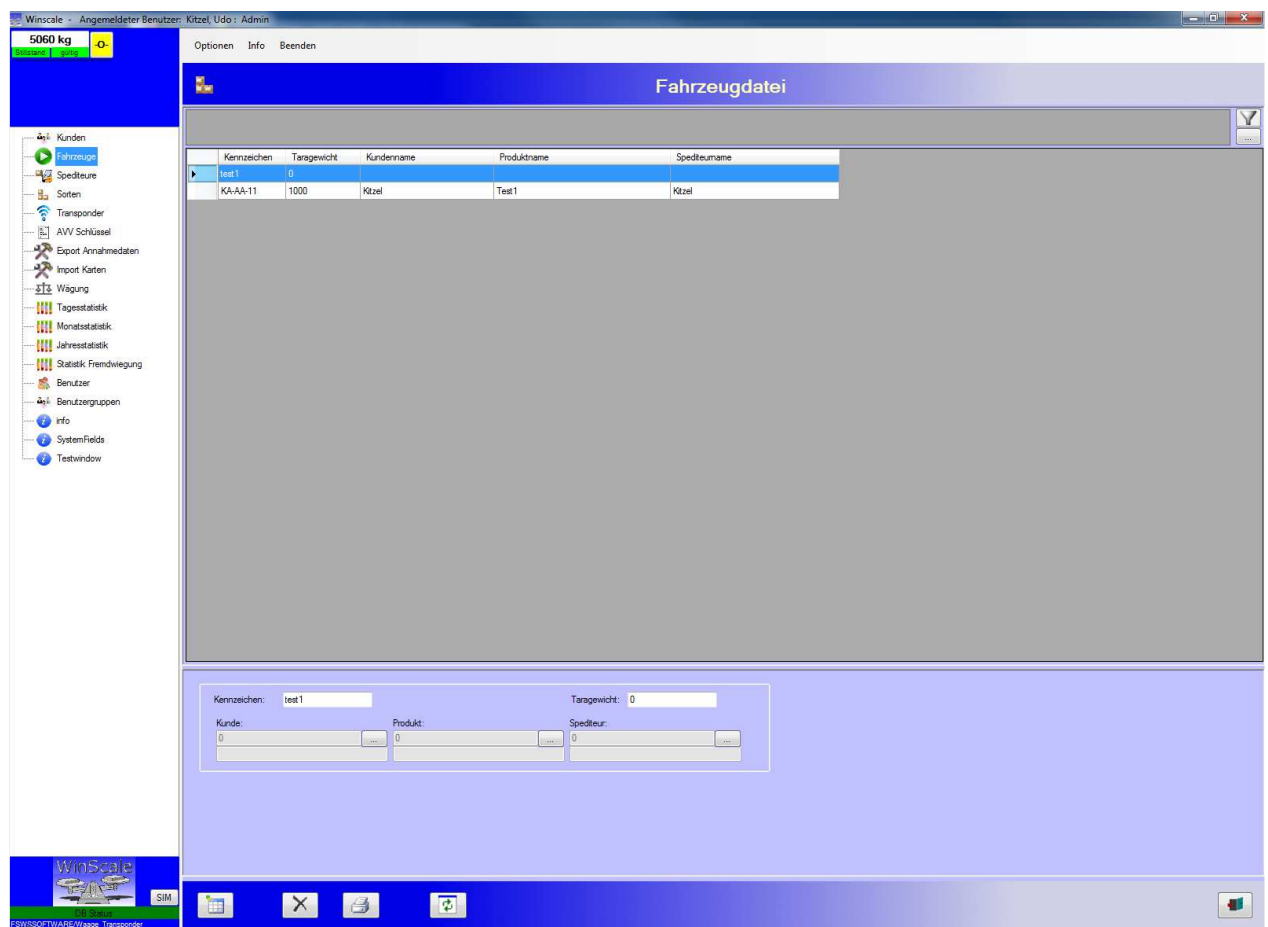 Winscale - Angemeldeter Benutzer: Kitzel, Udo : Admin
5060 kg
-0-
Stillstand gültig
Optionen Info Beenden
Fahrzeugdatei
Kunden
Fahrzeuge
Spediteure
Sorten
Transponder
AVV Schlüssel
Export Annahmedaten
Import Karten
Wägung
Tagesstatistik
Monatsstatistik
Jahresstatistik
Statistik Fremdwiegung
Benutzer
Benutzergruppen
info
SystemFields
Testwindow
...
Kennzeichen Taragewicht Kundenname Produktname Spediteurname
test1 0
KA-AA-11 1000 Kitzel Test1 Kitzel
Kennzeichen: test1 Taragewicht: 0
Kunde: Produkt: Spediteur:
0 ... 0 ... 0 ...
WinScale
SIM
DB Status
FSWSSOFTWARE/Waage_Transponder